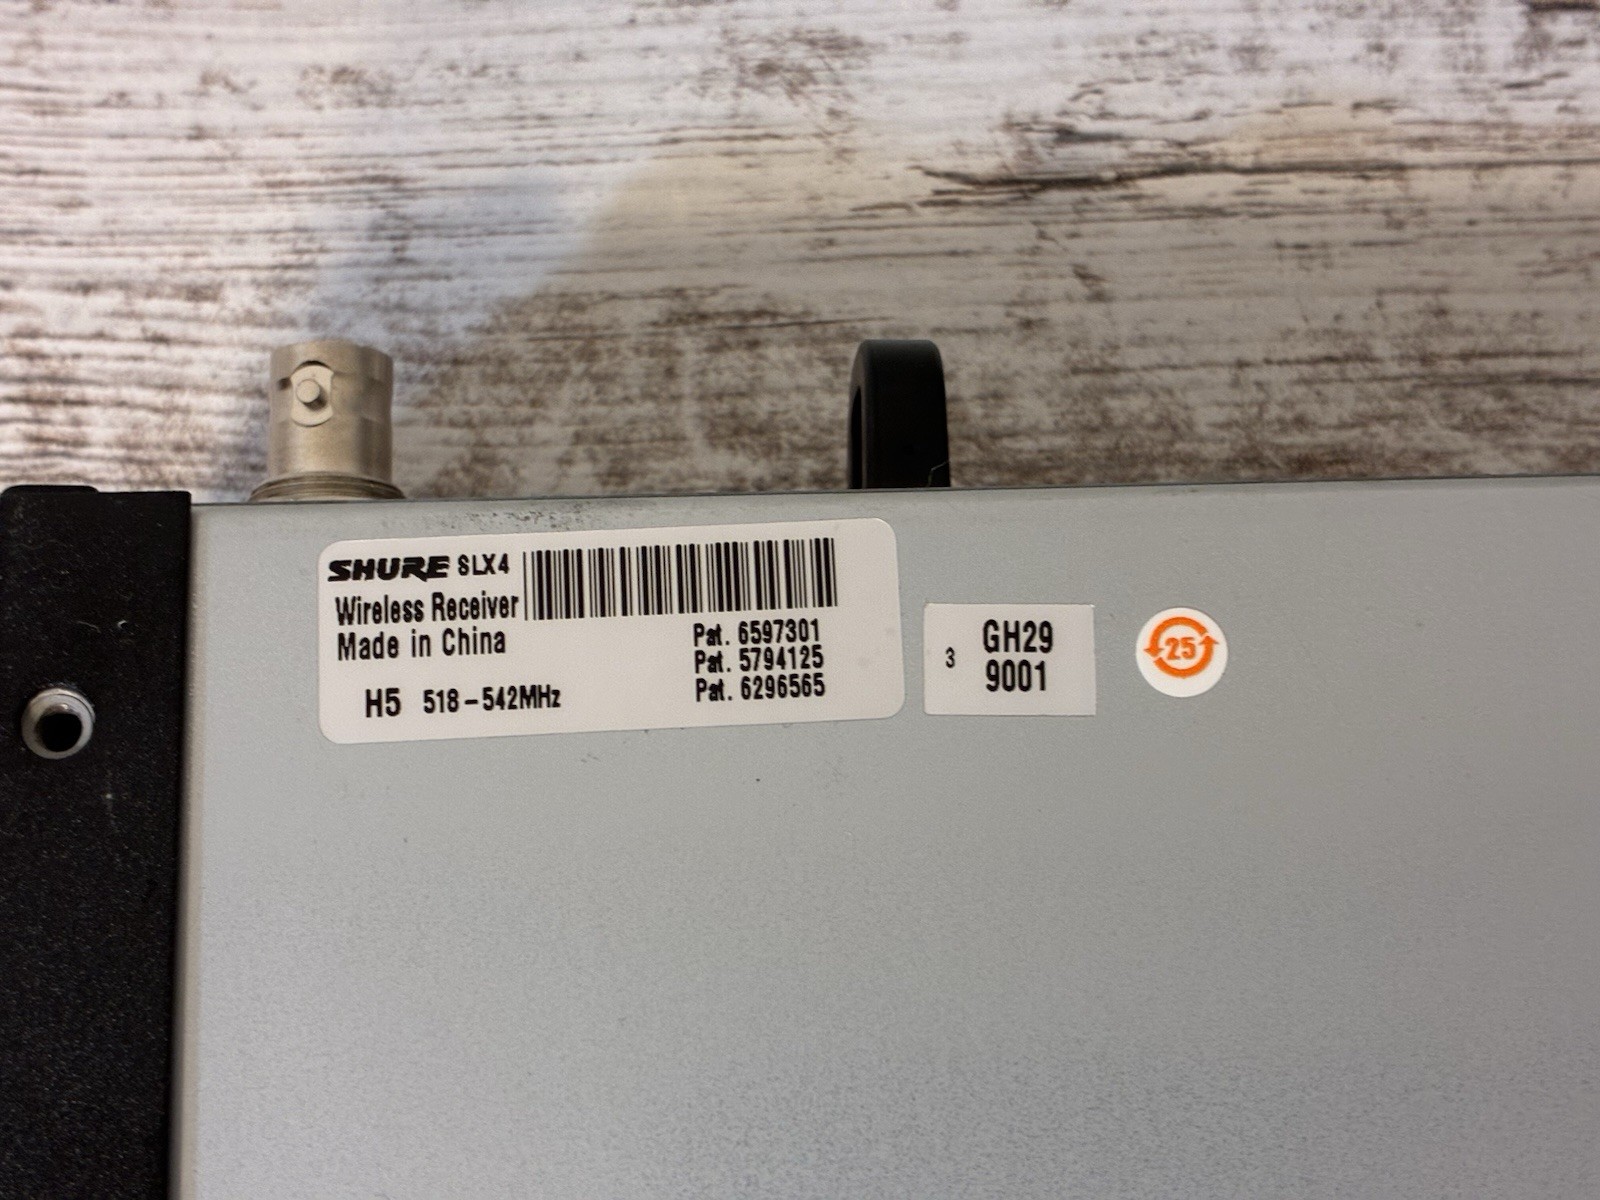 SHURE SLX4
Wireless Receiver
Made in China
H5 518-542MHz
Pat. 6597301
Pat. 5794125
Pat. 6296565
3
GH29
9001
25